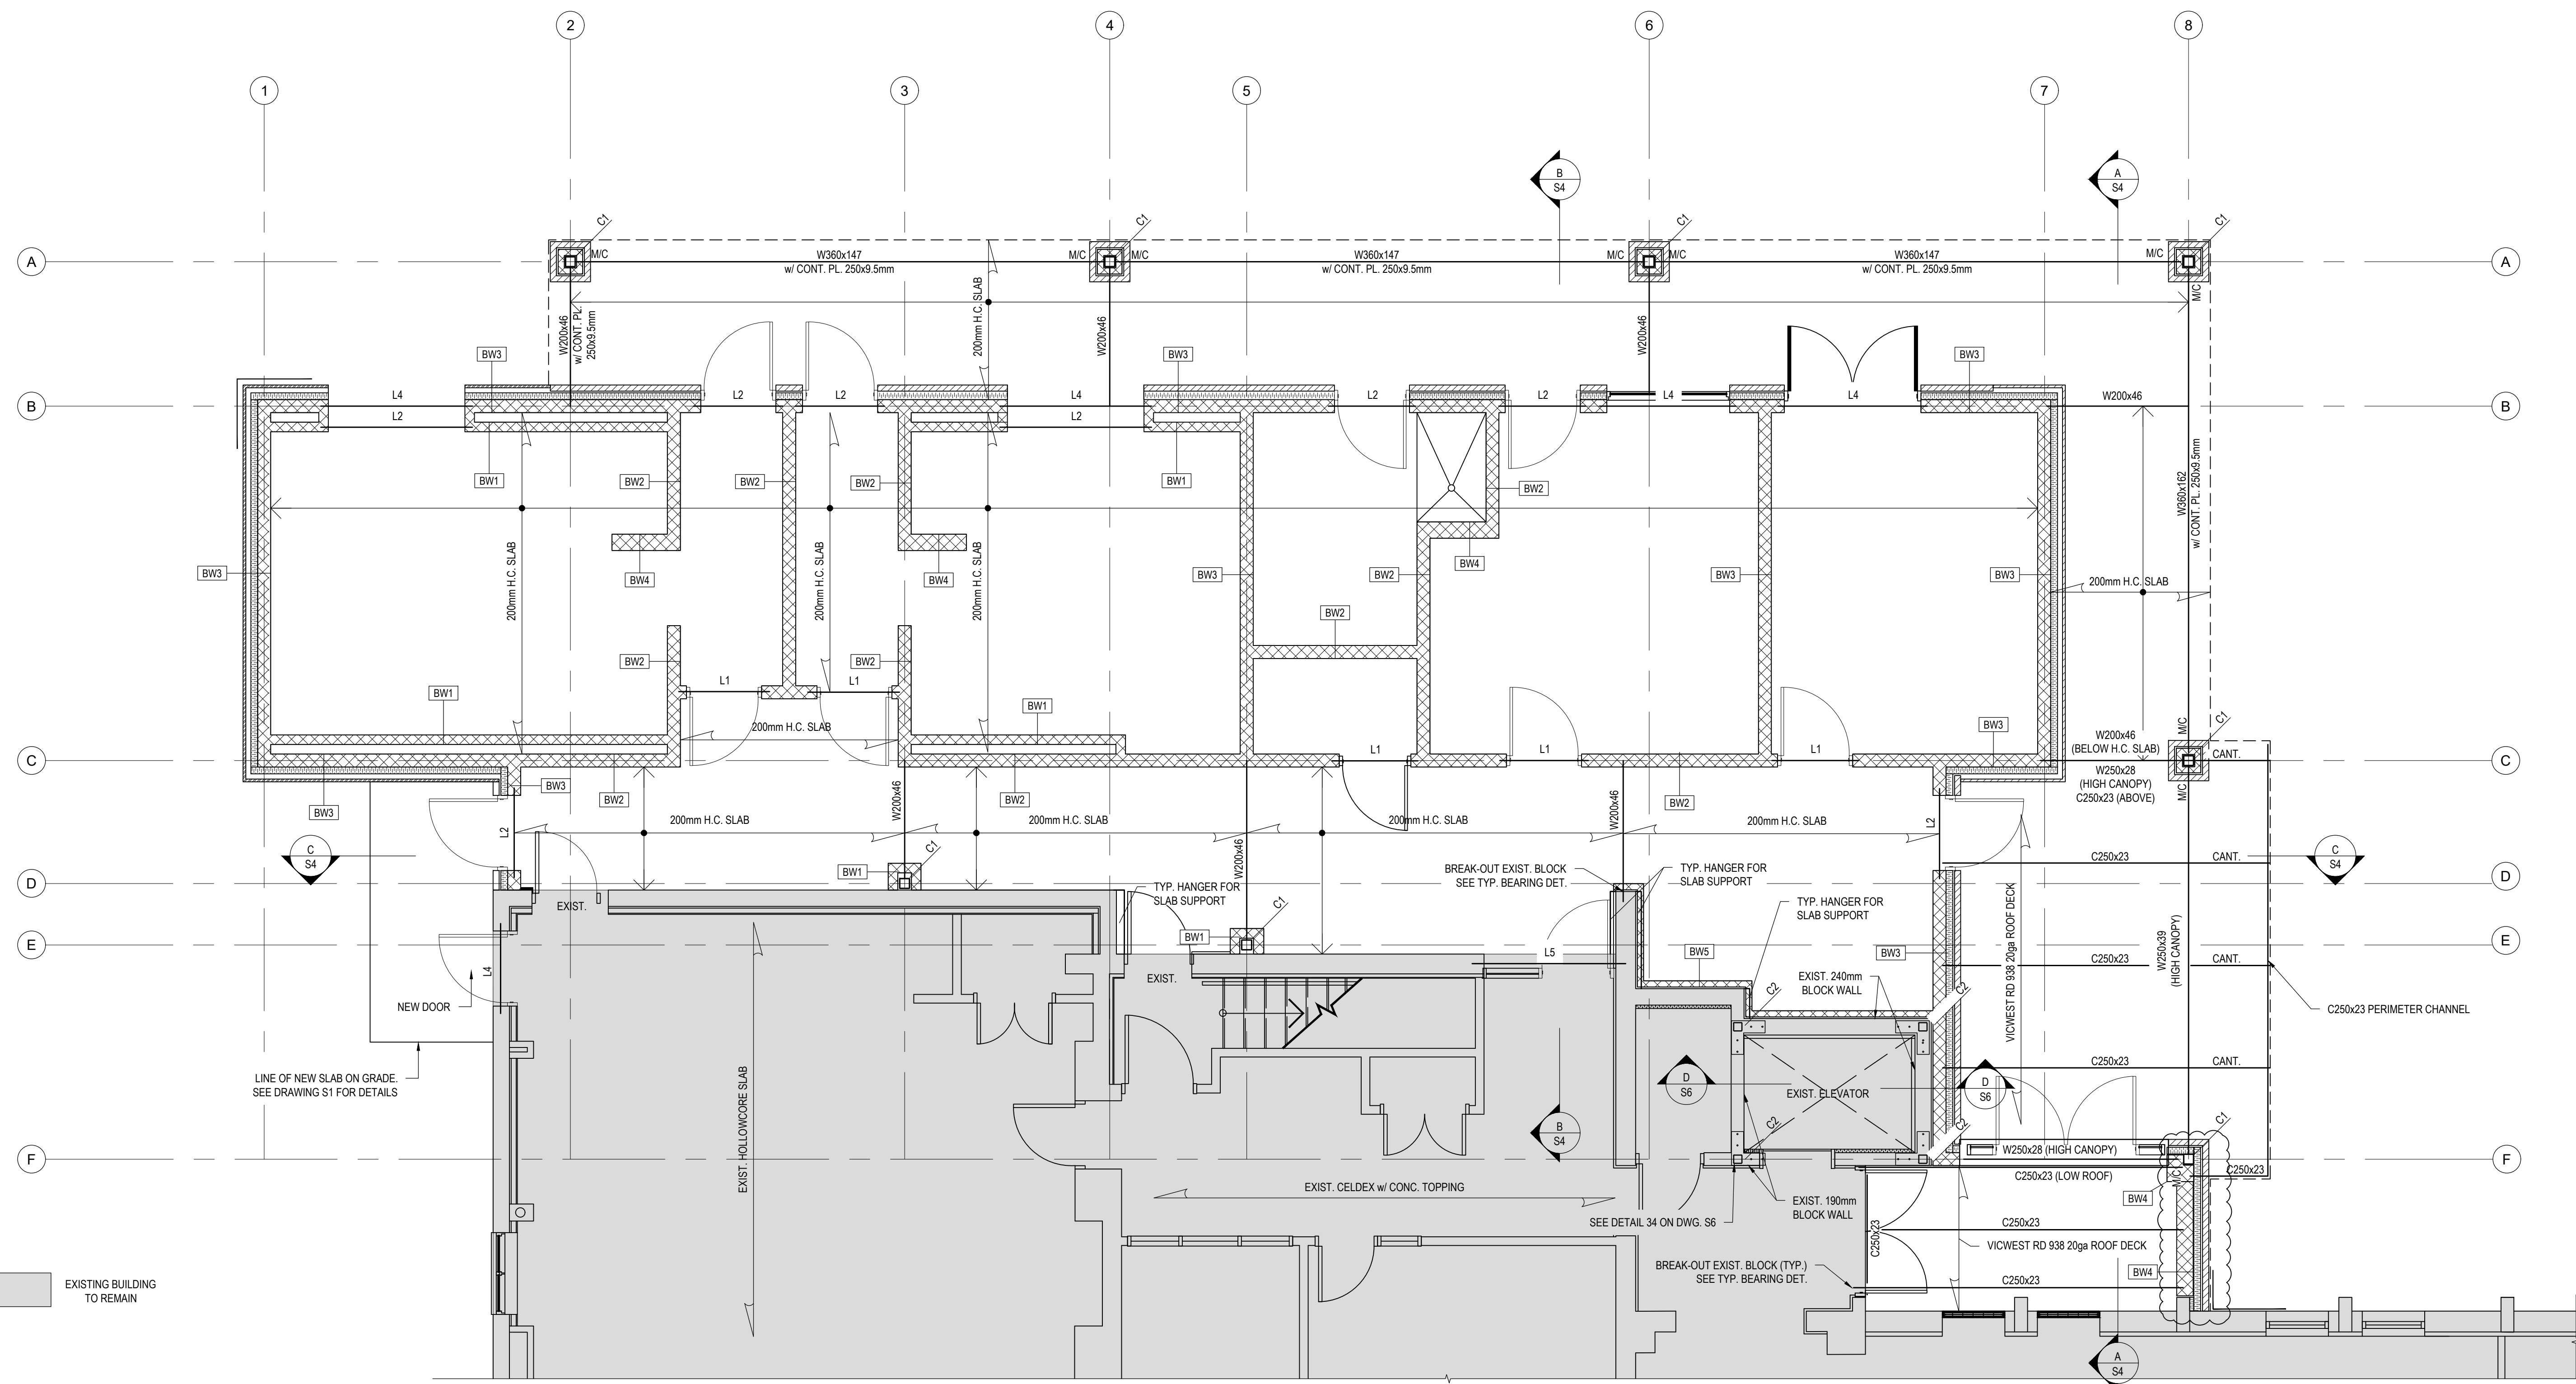 2
4
6
8
1
3
5
7
B
S4
A
S4
C1
C1
C1
C1
A
M/C
W360x147
w/ CONT. PL. 250x9.5mm
M/C
M/C
W360x147
w/ CONT. PL. 250x9.5mm
M/C
M/C
W360x147
w/ CONT. PL. 250x9.5mm
M/C
A
M/C
W200x46
w/ CONT. PL.
250x9.5mm
200mm H.C. SLAB
W200x46
W200x46
BW3
BW3
BW3
B
L4
L2
L2
L2
L4
L2
L2
L2
L4
L4
W200x46
B
BW1
BW2
BW2
BW2
BW1
BW2
W360x162
w/ CONT. PL. 250x9.5mm
BW3
200mm H.C. SLAB
BW4
200mm H.C. SLAB
BW4
200mm H.C. SLAB
BW3
BW2
BW4
BW3
BW3
200mm H.C. SLAB
BW2
BW2
BW2
L1
L1
BW1
BW1
200mm H.C. SLAB
BW3
W200x46
(BELOW H.C. SLAB)
M/C
C1
C
L1
L1
L1
CANT.
C
W250x28
(HIGH CANOPY)
C250x23 (ABOVE)
M/C
BW3
BW3
BW2
W200x46
BW2
W200x46
BW2
L2
200mm H.C. SLAB
200mm H.C. SLAB
200mm H.C. SLAB
200mm H.C. SLAB
L2
C
S4
C1
BW1
W200x46
BREAK-OUT EXIST. BLOCK
SEE TYP. BEARING DET.
TYP. HANGER FOR
SLAB SUPPORT
C250x23
CANT.
C
S4
D
TYP. HANGER FOR
SLAB SUPPORT
D
EXIST.
TYP. HANGER FOR
SLAB SUPPORT
C1
BW1
VICWEST RD 938 20ga ROOF DECK
W250x39
(HIGH CANOPY)
E
L4
EXIST.
L5
BW5
BW3
E
C250x23
CANT.
EXIST. 240mm
BLOCK WALL
C2
C2
NEW DOOR
C250x23 PERIMETER CHANNEL
LINE OF NEW SLAB ON GRADE.
SEE DRAWING S1 FOR DETAILS
EXIST. HOLLOWCORE SLAB
C250x23
CANT.
D
S6
EXIST. ELEVATOR
D
S6
B
S4
C2
C2
C1
F
W250x28 (HIGH CANOPY)
F
C250x23 (LOW ROOF)
M/C
C250x23
EXIST. CELDEX w/ CONC. TOPPING
EXIST. 190mm
BLOCK WALL
BW4
SEE DETAIL 34 ON DWG. S6
C250x23
C250x23
VICWEST RD 938 20ga ROOF DECK
BREAK-OUT EXIST. BLOCK (TYP.)
SEE TYP. BEARING DET.
C250x23
BW4
EXISTING BUILDING
TO REMAIN
A
S4